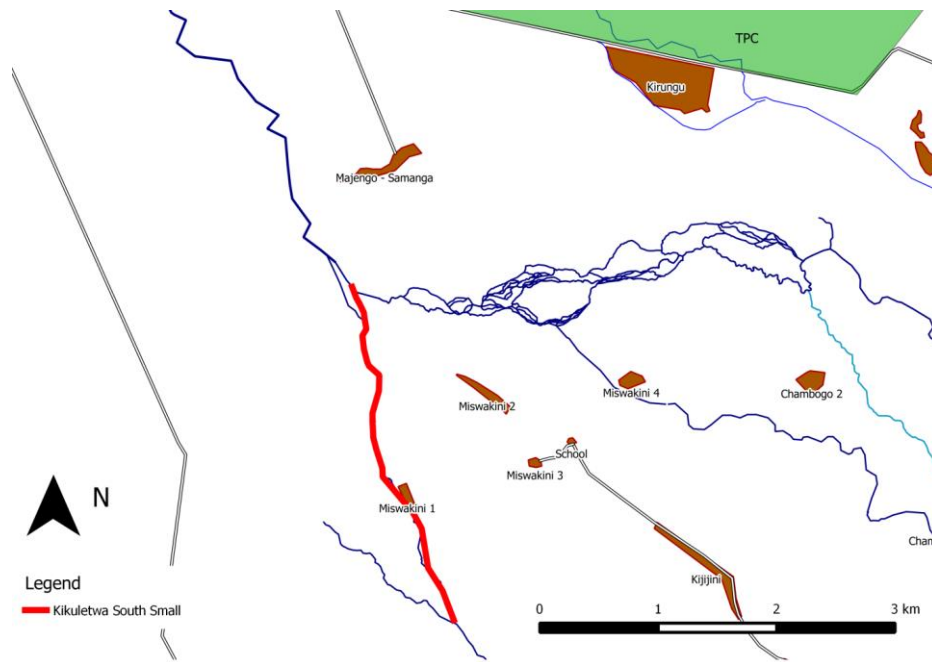 TPC
Kirungu
Majengo - Samanga
Miswakini 2
Miswakini 4
Chambogo 2
School
Miswakini 3
Miswakini 1
N
Cham
Kijijini
Legend
Kikuletwa South Small
0 1 2 3 km